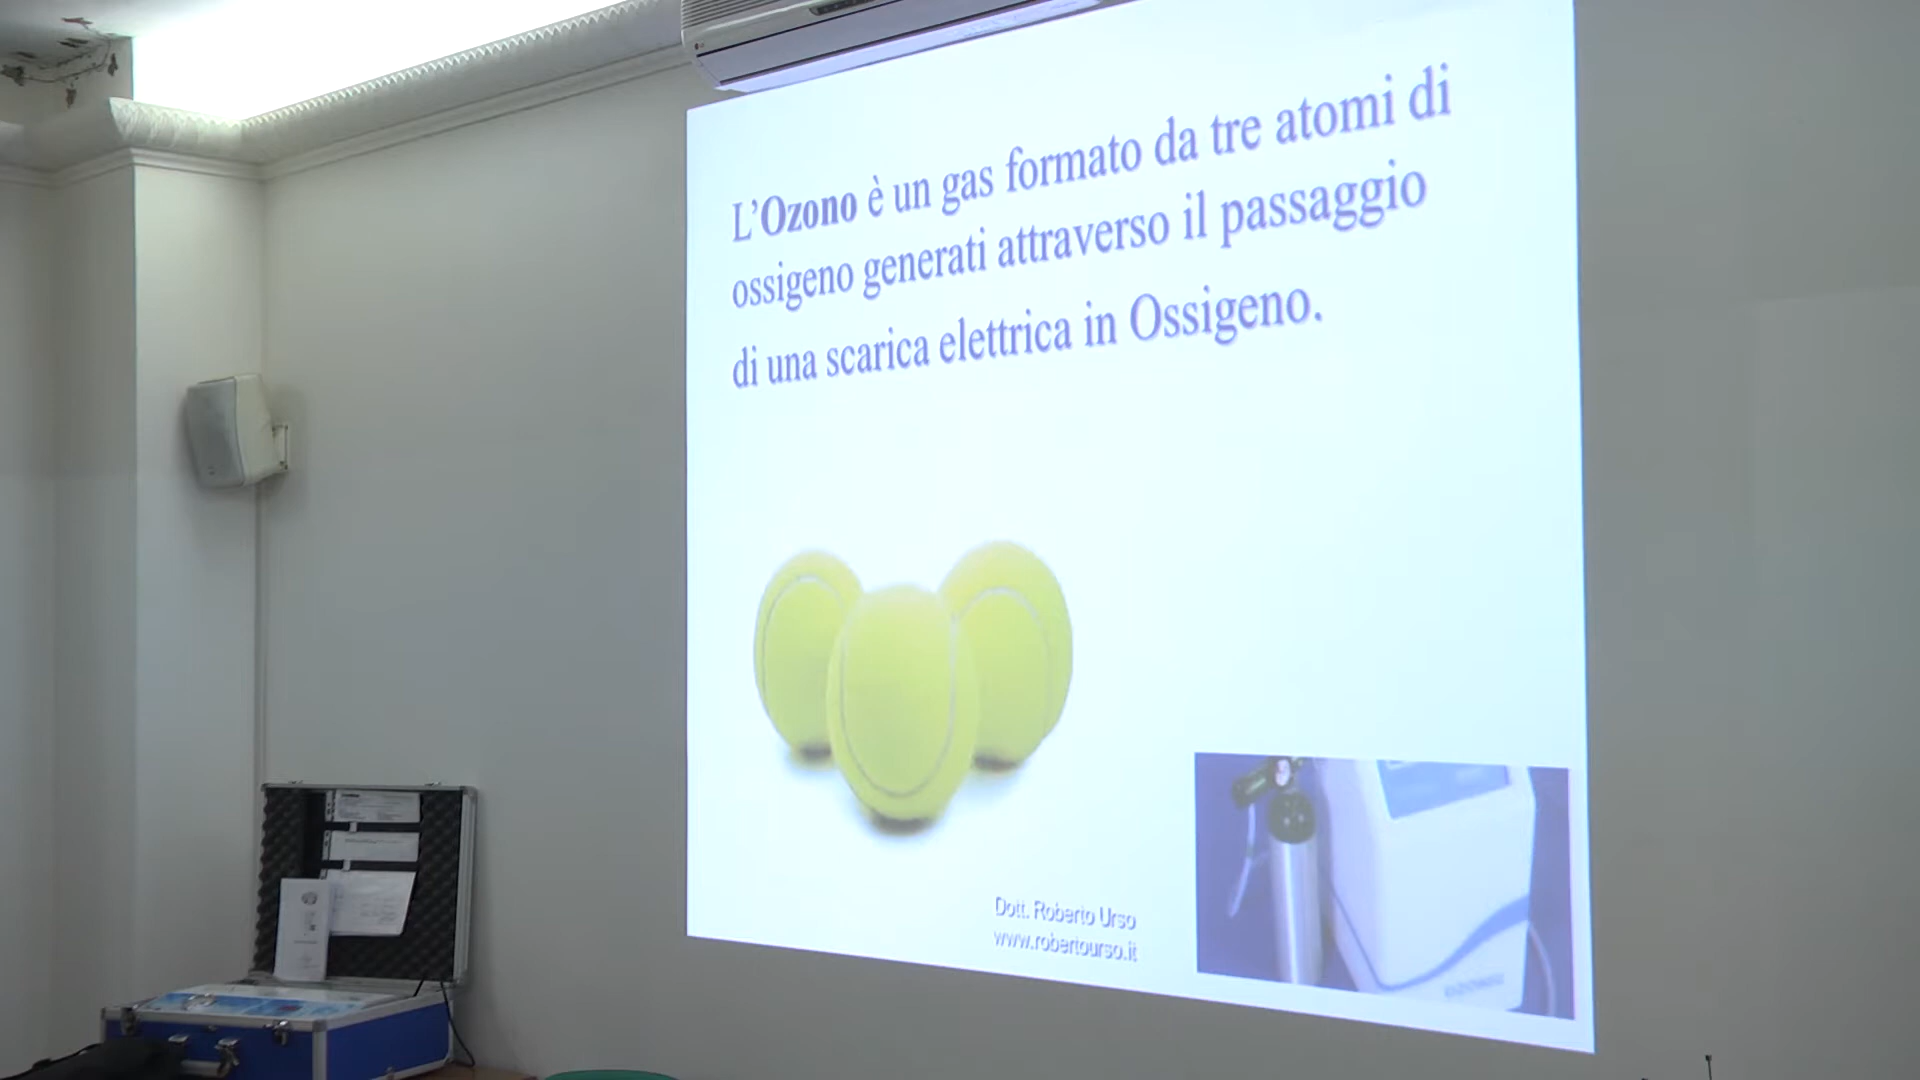 L'Ozono è un gas formato da tre atomi di
ossigeno generati attraverso il passaggio
di una scarica elettrica in Ossigeno.
Dott. Roberto Urso
www.robertourso.it